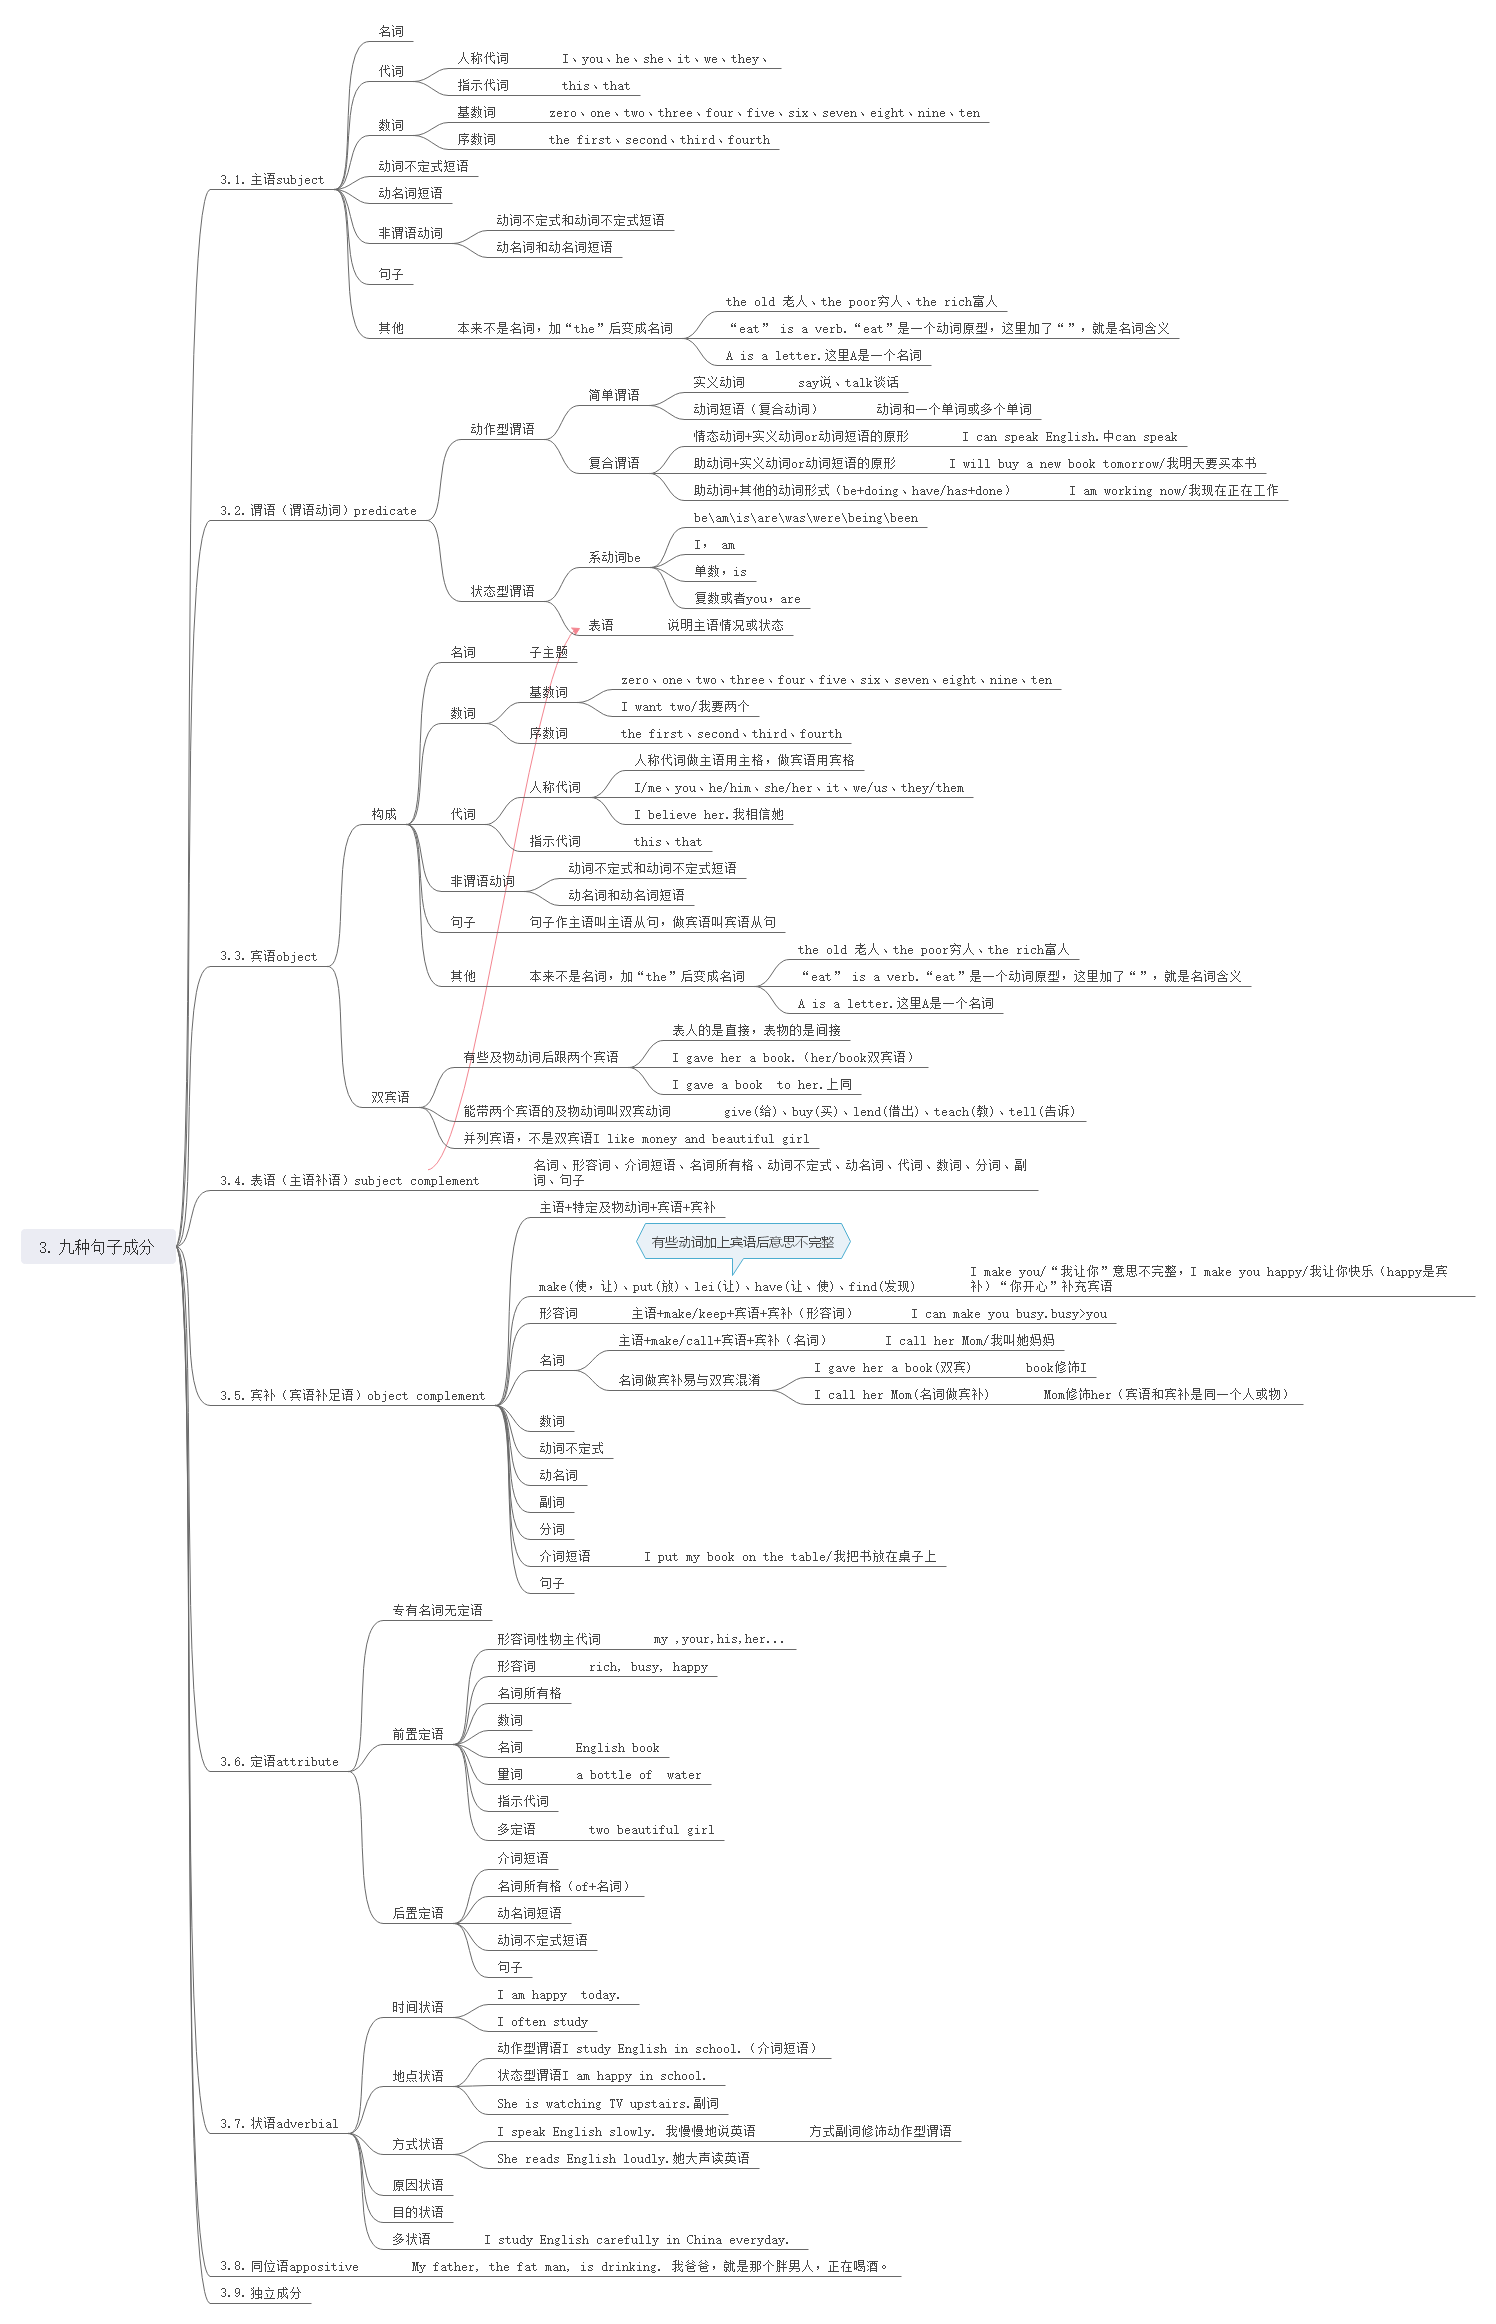 3. 九种句子成分
3.1. 主语subject
名词
代词
人称代词
I、you、he、she、it、we、they、
指示代词
this、that
数词
基数词
zero、one、two、three、four、five、six、seven、eight、nine、ten
序数词
the first、second、third、fourth
动词不定式短语
动名词短语
非谓语动词
动词不定式和动词不定式短语
动名词和动名词短语
句子
其他
本来不是名词，加“the”后变成名词
the old 老人、the poor穷人、the rich富人
“eat” is a verb.“eat”是一个动词原型，这里加了“”，就是名词含义
A is a letter.这里A是一个名词
3.2. 谓语（谓语动词）predicate
动作型谓语
简单谓语
实义动词
say说、talk谈话
动词短语（复合动词）
动词和一个单词或多个单词
复合谓语
情态动词+实义动词or动词短语的原形
I can speak English.中can speak
助动词+实义动词or动词短语的原形
I will buy a new book tomorrow/我明天要买本书
助动词+其他的动词形式（be+doing、have/has+done）
I am working now/我现在正在工作
状态型谓语
系动词be
be\am\is\are\was\were\being\been
I， am
单数，is
复数或者you，are
表语
说明主语情况或状态
3.3. 宾语object
构成
名词
子主题
数词
基数词
zero、one、two、three、four、five、six、seven、eight、nine、ten
I want two/我要两个
序数词
the first、second、third、fourth
代词
人称代词
人称代词做主语用主格，做宾语用宾格
I/me、you、he/him、she/her、it、we/us、they/them
I believe her.我相信她
指示代词
this、that
非谓语动词
动词不定式和动词不定式短语
动名词和动名词短语
句子
句子作主语叫主语从句，做宾语叫宾语从句
其他
本来不是名词，加“the”后变成名词
the old 老人、the poor穷人、the rich富人
“eat” is a verb.“eat”是一个动词原型，这里加了“”，就是名词含义
A is a letter.这里A是一个名词
双宾语
有些及物动词后跟两个宾语
表人的是直接，表物的是间接
I gave her a book.（her/book双宾语）
I gave a book  to her.上同
能带两个宾语的及物动词叫双宾动词
give(给)、buy(买)、lend(借出)、teach(教)、tell(告诉)
并列宾语，不是双宾语I like money and beautiful girl
3.4. 表语（主语补语）subject complement
名词、形容词、介词短语、名词所有格、动词不定式、动名词、代词、数词、分词、副
词、句子
3.5. 宾补（宾语补足语）object complement
主语+特定及物动词+宾语+宾补
有些动词加上宾语后意思不完整
make(使，让)、put(放)、lei(让)、have(让、使)、find(发现)
I make you/“我让你”意思不完整，I make you happy/我让你快乐（happy是宾
补）“你开心”补充宾语
形容词
主语+make/keep+宾语+宾补（形容词）
I can make you busy.busy>you
名词
主语+make/call+宾语+宾补（名词）
I call her Mom/我叫她妈妈
名词做宾补易与双宾混淆
I gave her a book(双宾)
book修饰I
I call her Mom(名词做宾补)
Mom修饰her（宾语和宾补是同一个人或物）
数词
动词不定式
动名词
副词
分词
介词短语
I put my book on the table/我把书放在桌子上
句子
3.6. 定语attribute
专有名词无定语
前置定语
形容词性物主代词
my ,your,his,her...
形容词
rich, busy, happy
名词所有格
数词
名词
English book
量词
a bottle of  water
指示代词
多定语
two beautiful girl
后置定语
介词短语
名词所有格（of+名词）
动名词短语
动词不定式短语
句子
3.7. 状语adverbial
时间状语
I am happy  today.
I often study
地点状语
动作型谓语I study English in school.（介词短语）
状态型谓语I am happy in school.
She is watching TV upstairs.副词
方式状语
I speak English slowly. 我慢慢地说英语
方式副词修饰动作型谓语
She reads English loudly.她大声读英语
原因状语
目的状语
多状语
I study English carefully in China everyday.
3.8. 同位语appositive
My father, the fat man, is drinking. 我爸爸，就是那个胖男人，正在喝酒。
3.9. 独立成分